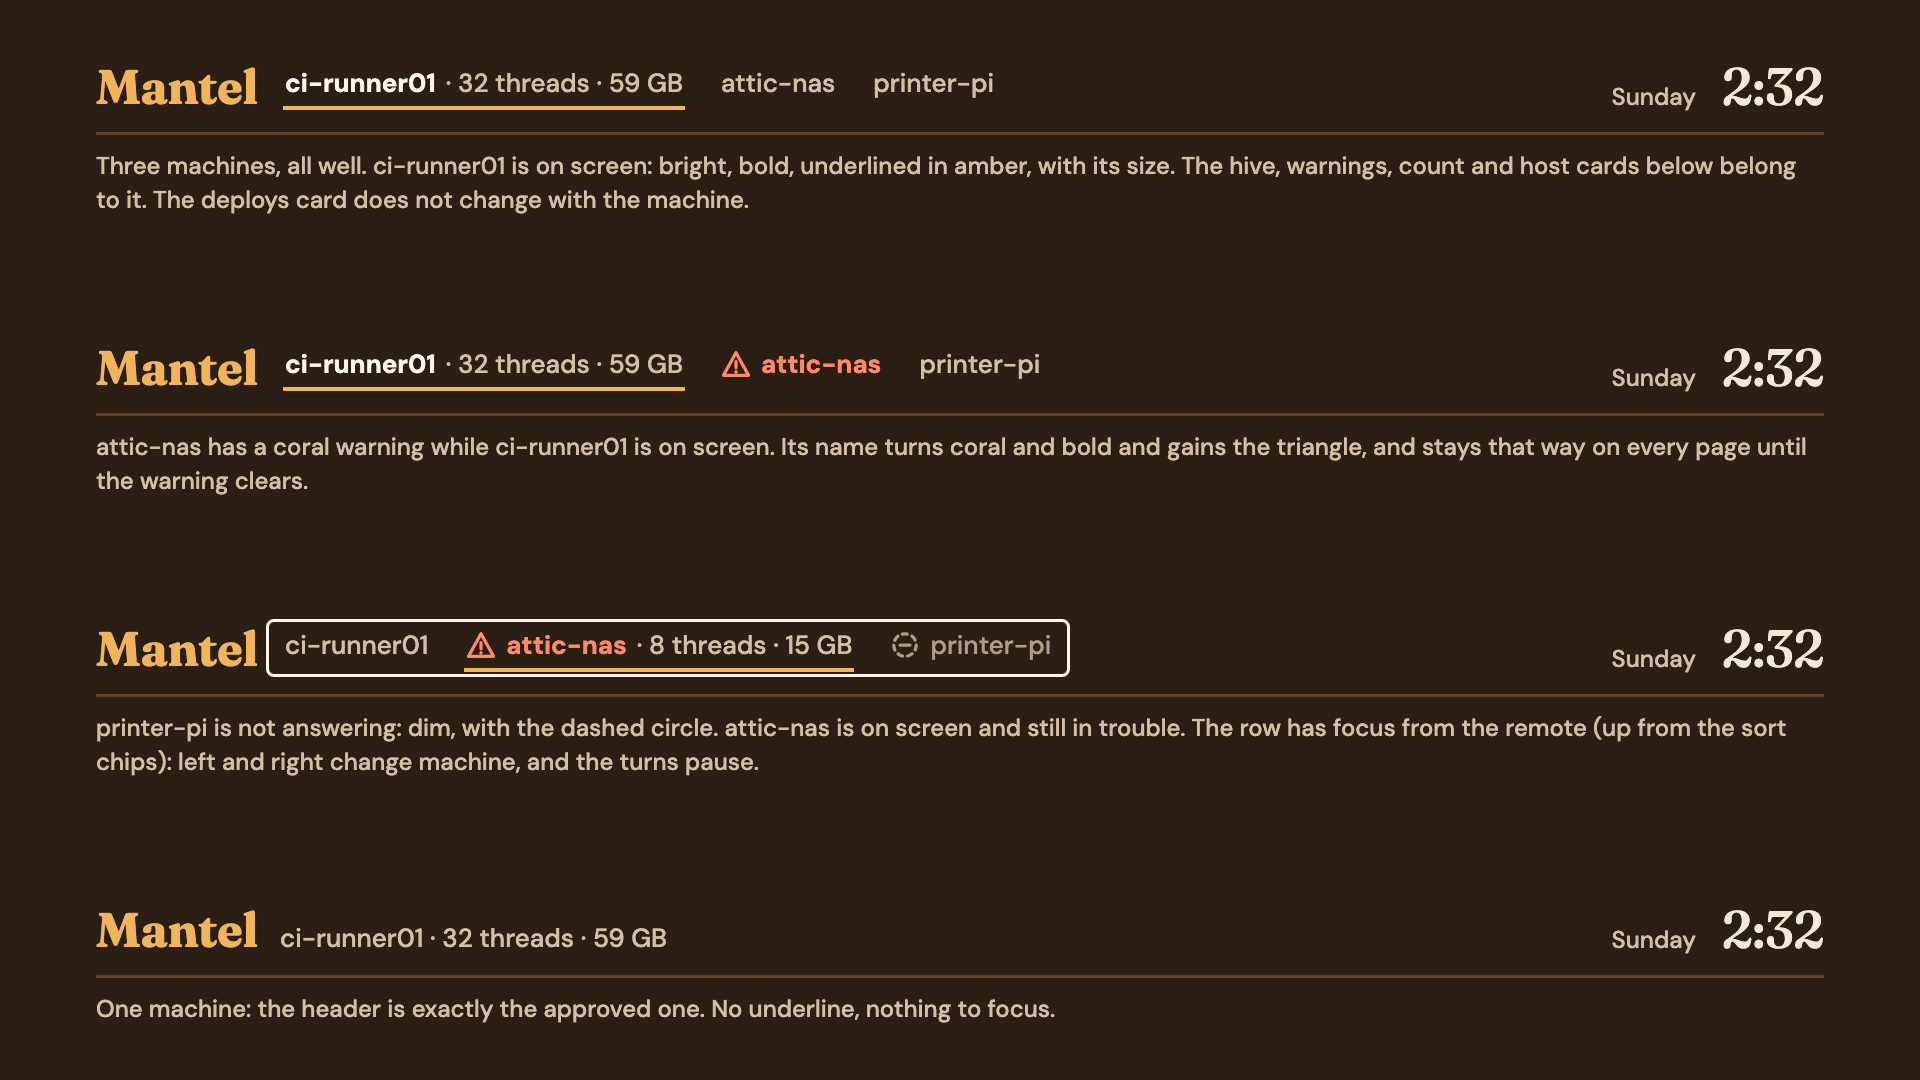 Mantel ci-runner01 · 32 threads · 59 GB attic-nas printer-pi Sunday 2:32
Three machines, all well. ci-runner01 is on screen: bright, bold, underlined in amber, with its size. The hive, warnings, count and host cards below belong
to it. The deploys card does not change with the machine.
Mantel ci-runner01 · 32 threads · 59 GB attic-nas printer-pi Sunday 2:32
attic-nas has a coral warning while ci-runner01 is on screen. Its name turns coral and bold and gains the triangle, and stays that way on every page until
the warning clears.
Mantel ci-runner01 attic-nas · 8 threads · 15 GB printer-pi Sunday 2:32
printer-pi is not answering: dim, with the dashed circle. attic-nas is on screen and still in trouble. The row has focus from the remote (up from the sort
chips): left and right change machine, and the turns pause.
Mantel ci-runner01 · 32 threads · 59 GB Sunday 2:32
One machine: the header is exactly the approved one. No underline, nothing to focus.